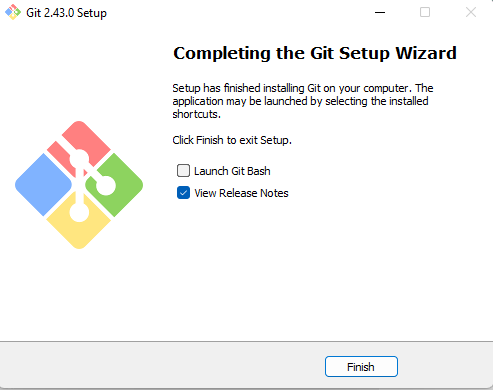 Git 2.43.0 Setup
Completing the Git Setup Wizard
Setup has finished installing Git on your computer. The
application may be launched by selecting the installed
shortcuts.
Click Finish to exit Setup.
Launch Git Bash
View Release Notes
Finish